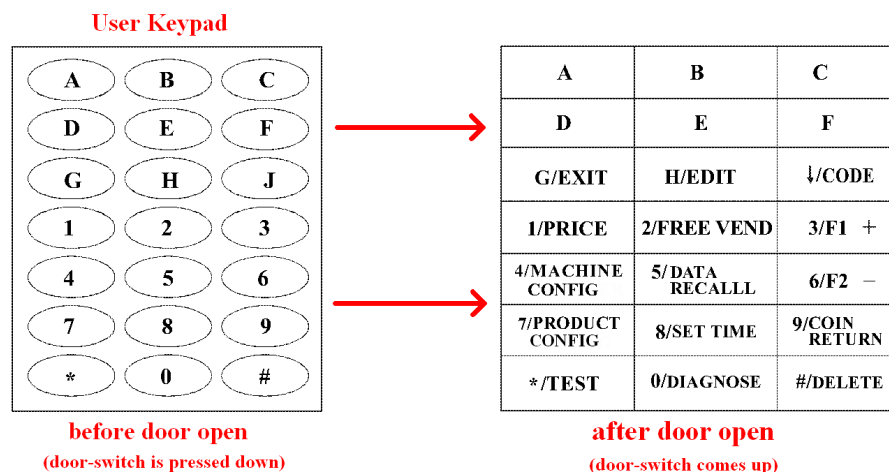 User Keypad
A B C
D E F
G H J
1 2 3
4 5 6
7 8 9
* 0 #
before door open
(door-switch is pressed down)
A B C
D E F
G/EXIT H/EDIT ↓/CODE
1/PRICE 2/FREE VEND 3/F1 +
4/MACHINE CONFIG 5/DATA RECALLL 6/F2 −
7/PRODUCT CONFIG 8/SET TIME 9/COIN RETURN
*/TEST 0/DIAGNOSE #/DELETE
after door open
(door-switch comes up)